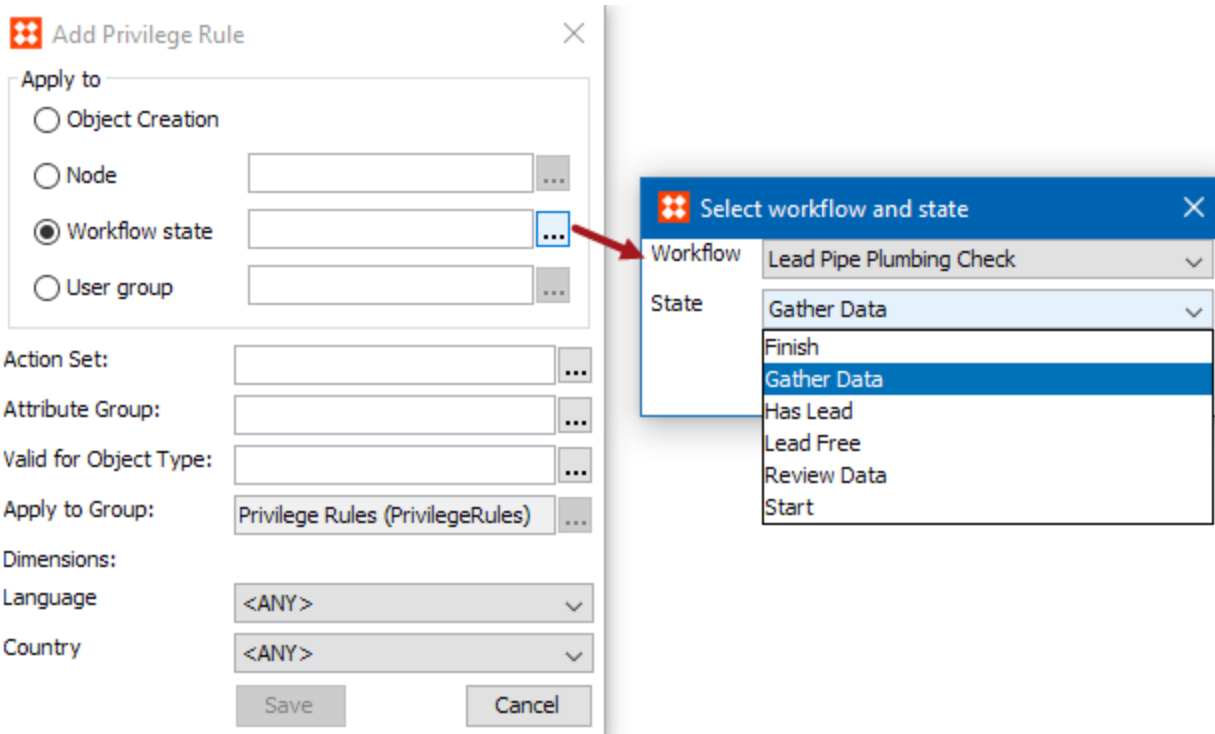 Add Privilege Rule
Apply to
Object Creation
Node
...
Workflow state
...
User group
...
Action Set:
...
Attribute Group:
...
Valid for Object Type:
...
Apply to Group:
Privilege Rules (PrivilegeRules)
...
Dimensions:
Language
<ANY>
Country
<ANY>
Save
Cancel
Select workflow and state
Workflow
Lead Pipe Plumbing Check
State
Gather Data
Finish
Gather Data
Has Lead
Lead Free
Review Data
Start